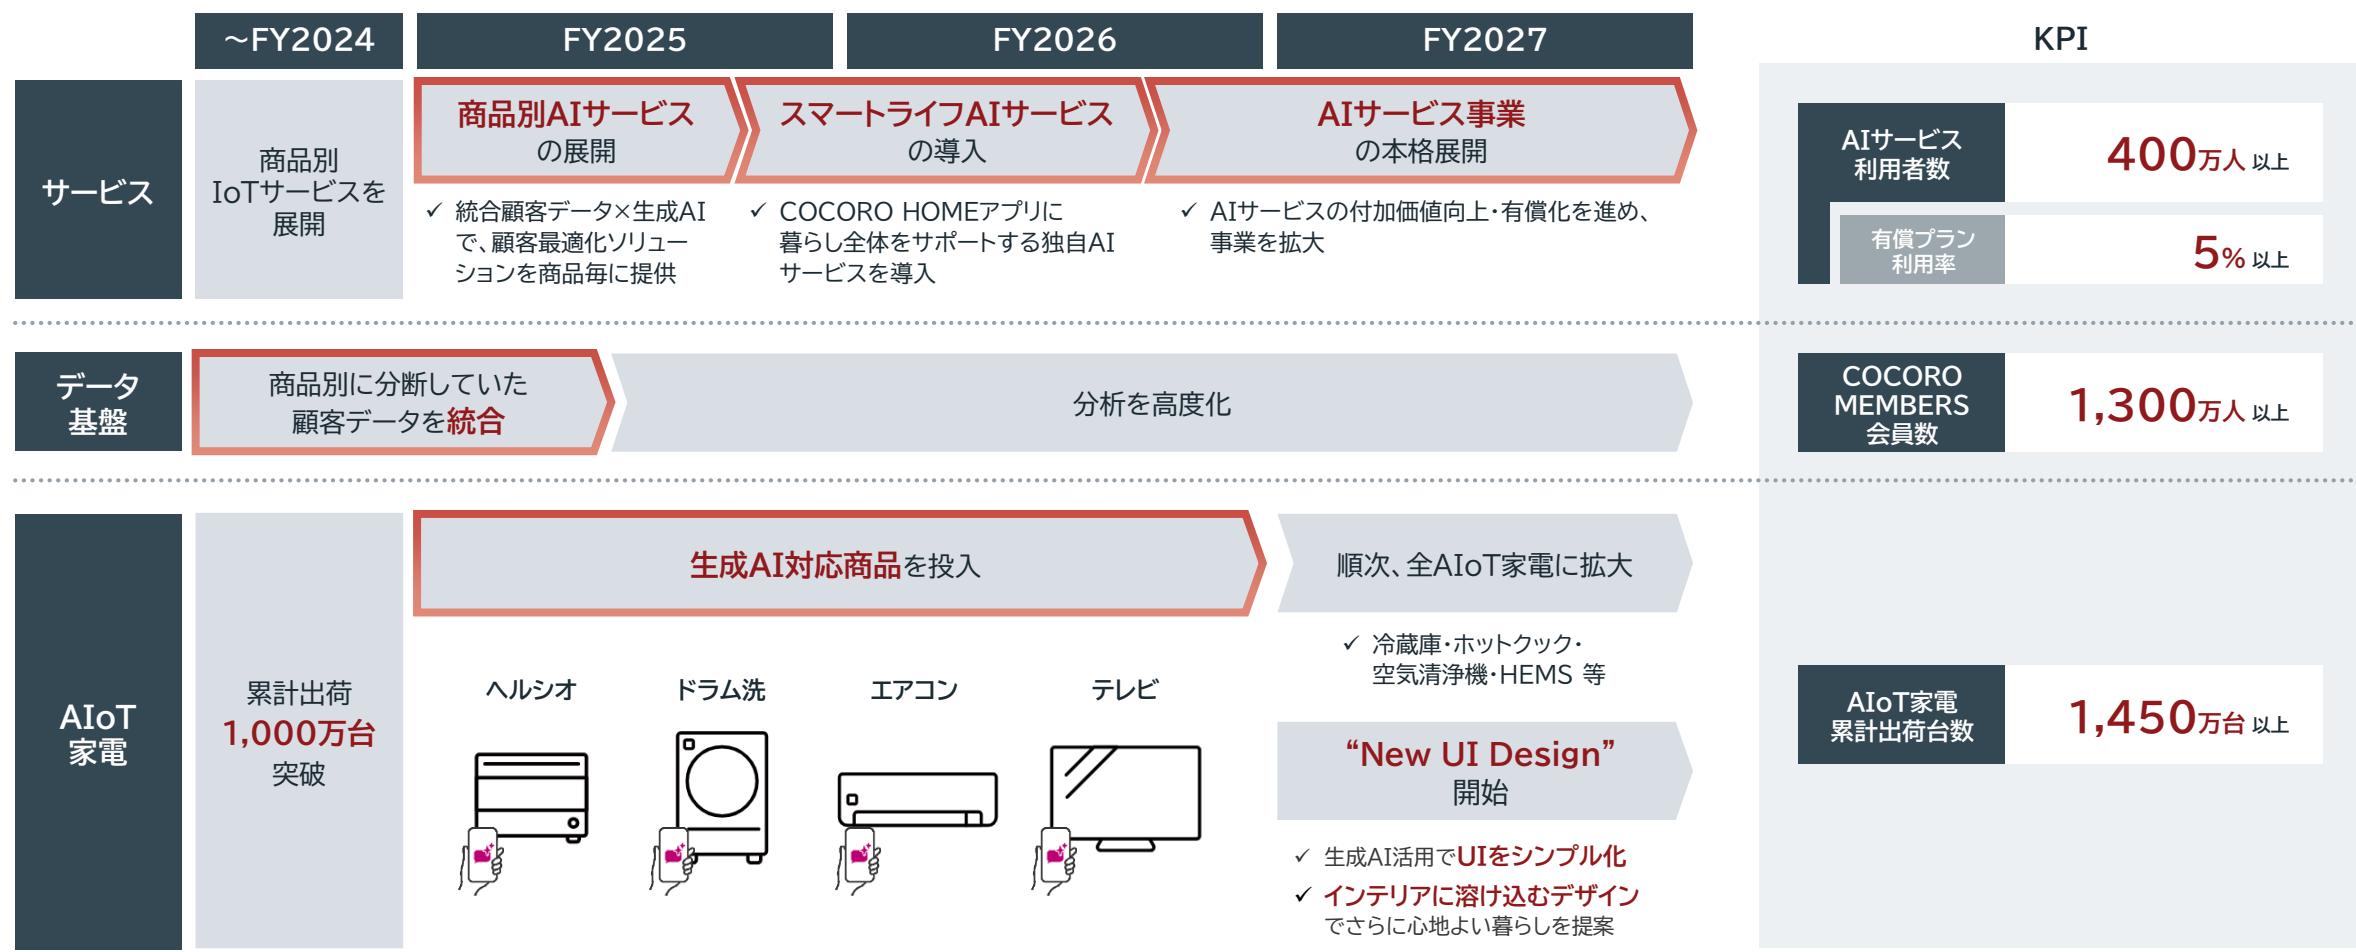 ～FY2024
FY2025
FY2026
FY2027
KPI
サービス
商品別
IoTサービスを
展開
商品別AIサービス
の展開
スマートライフAIサービス
の導入
AIサービス事業
の本格展開
✓ 統合顧客データ×生成AI
で、顧客最適化ソリュー
ションを商品毎に提供
✓ COCORO HOMEアプリに
暮らし全体をサポートする独自AI
サービスを導入
✓ AIサービスの付加価値向上・有償化を進め、
事業を拡大
AIサービス
利用者数
400万人 以上
有償プラン
利用率
5% 以上
データ
基盤
商品別に分断していた
顧客データを統合
分析を高度化
COCORO
MEMBERS
会員数
1,300万人 以上
AIoT
家電
累計出荷
1,000万台
突破
生成AI対応商品を投入
ヘルシオ
ドラム洗
エアコン
テレビ
順次、全AIoT家電に拡大
✓ 冷蔵庫・ホットクック・
空気清浄機・HEMS 等
“New UI Design”
開始
✓ 生成AI活用でUIをシンプル化
✓ インテリアに溶け込むデザイン
でさらに心地よい暮らしを提案
AIoT家電
累計出荷台数
1,450万台 以上